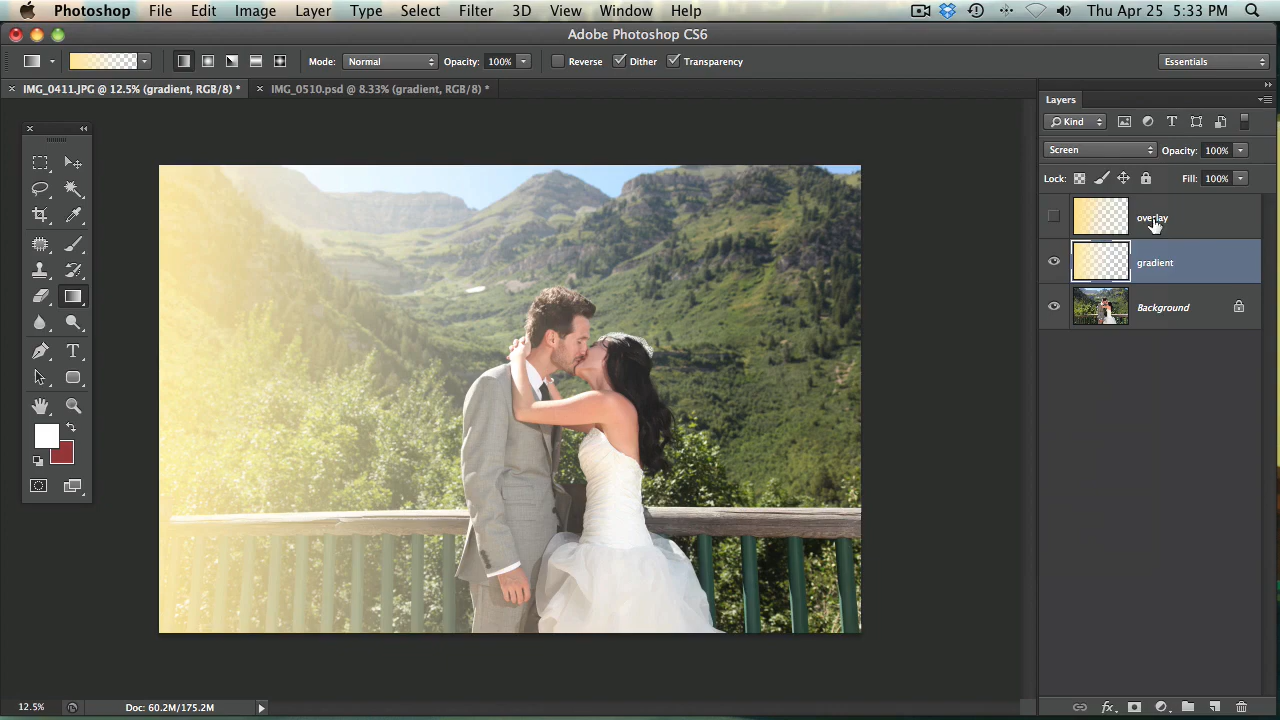 Photoshop File Edit Image Layer Type Select Filter 3D View Window Help Thu Apr 25 5:33 PM
Adobe Photoshop CS6
Mode: Normal Opacity: 100% Reverse Dither Transparency Essentials
× IMG_0411.JPG @ 12.5% (gradient, RGB/8) * × IMG_0510.psd @ 8.33% (gradient, RGB/8) *
Layers
Kind
Screen Opacity: 100%
Lock: Fill: 100%
overlay
gradient
Background
12.5% Doc: 60.2M/175.2M